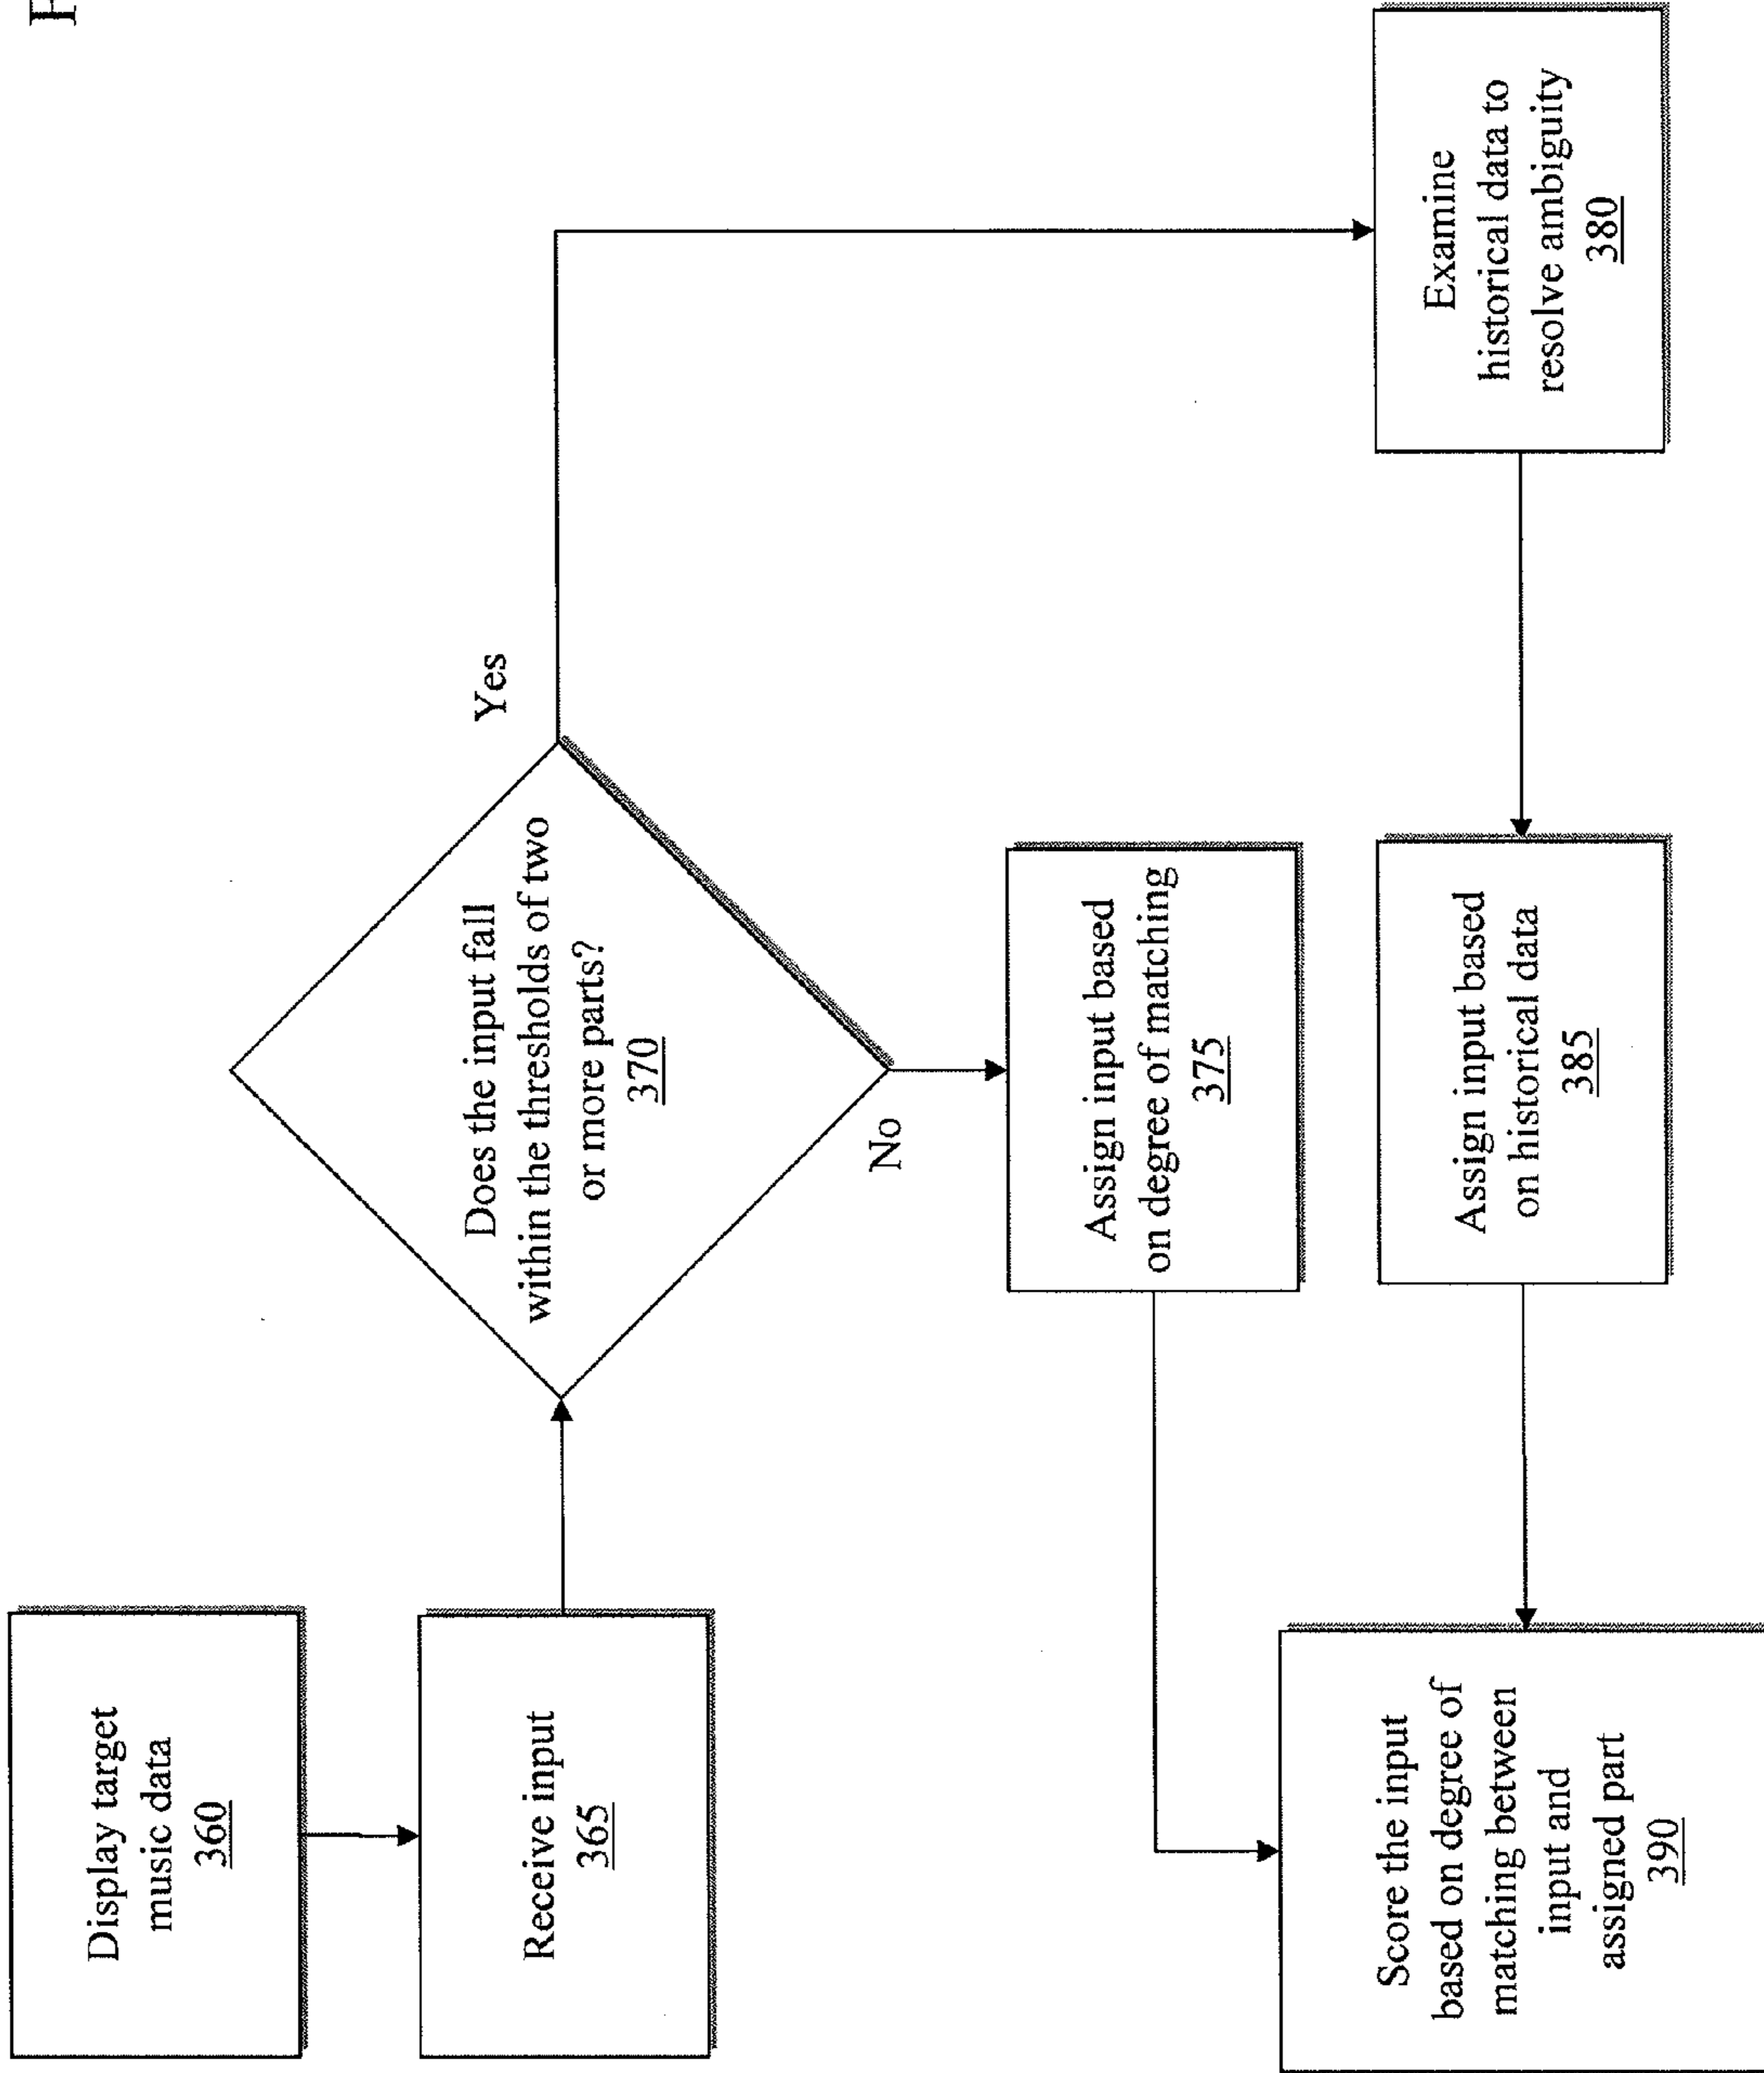 Display target
music data
360
Receive input
365
Does the input fall
within the thresholds of two
or more parts?
370
Yes
No
Assign input based
on degree of matching
375
Examine
historical data to
resolve ambiguity
380
Assign input based
on historical data
385
Score the input
based on degree of
matching between
input and
assigned part
390